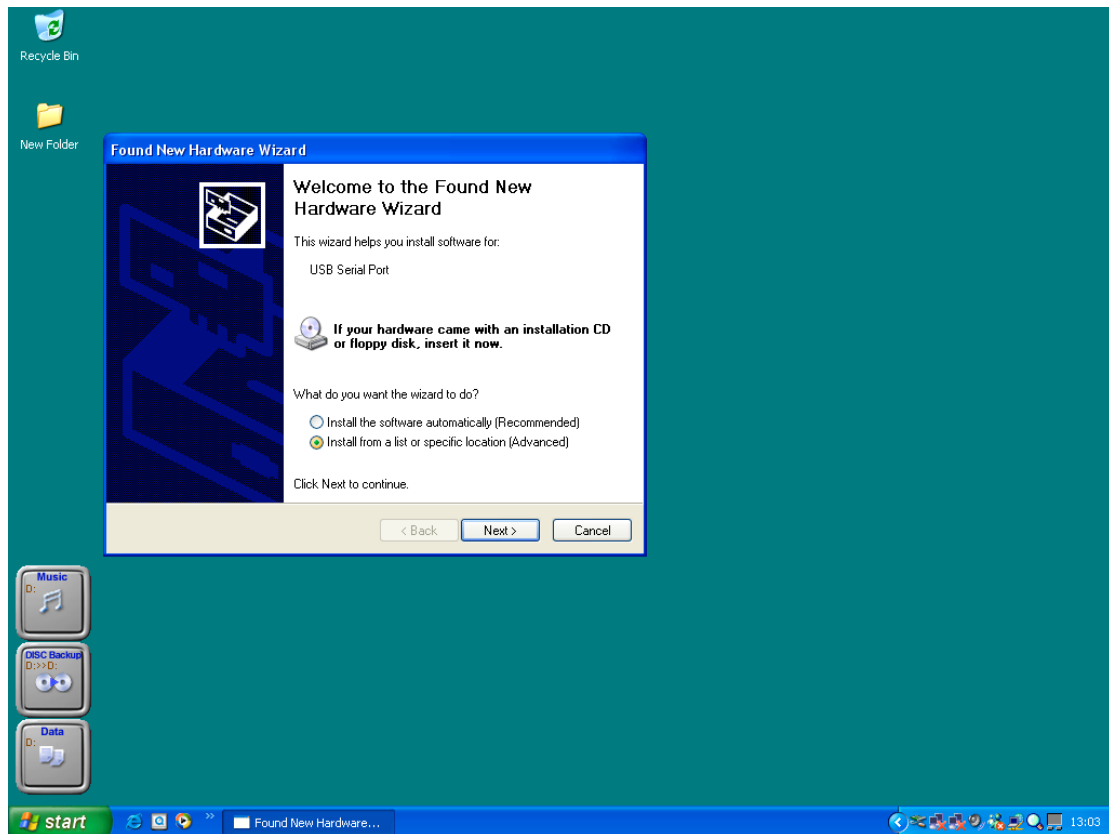 Recycle Bin
New Folder
Found New Hardware Wizard
Welcome to the Found New
Hardware Wizard
This wizard helps you install software for:
USB Serial Port
If your hardware came with an installation CD
or floppy disk, insert it now.
What do you want the wizard to do?
Install the software automatically (Recommended)
Install from a list or specific location (Advanced)
Click Next to continue.
< Back Next > Cancel
Music
D:
DISC Backup
D:>>D:
Data
D:
start
Found New Hardware...
13:03